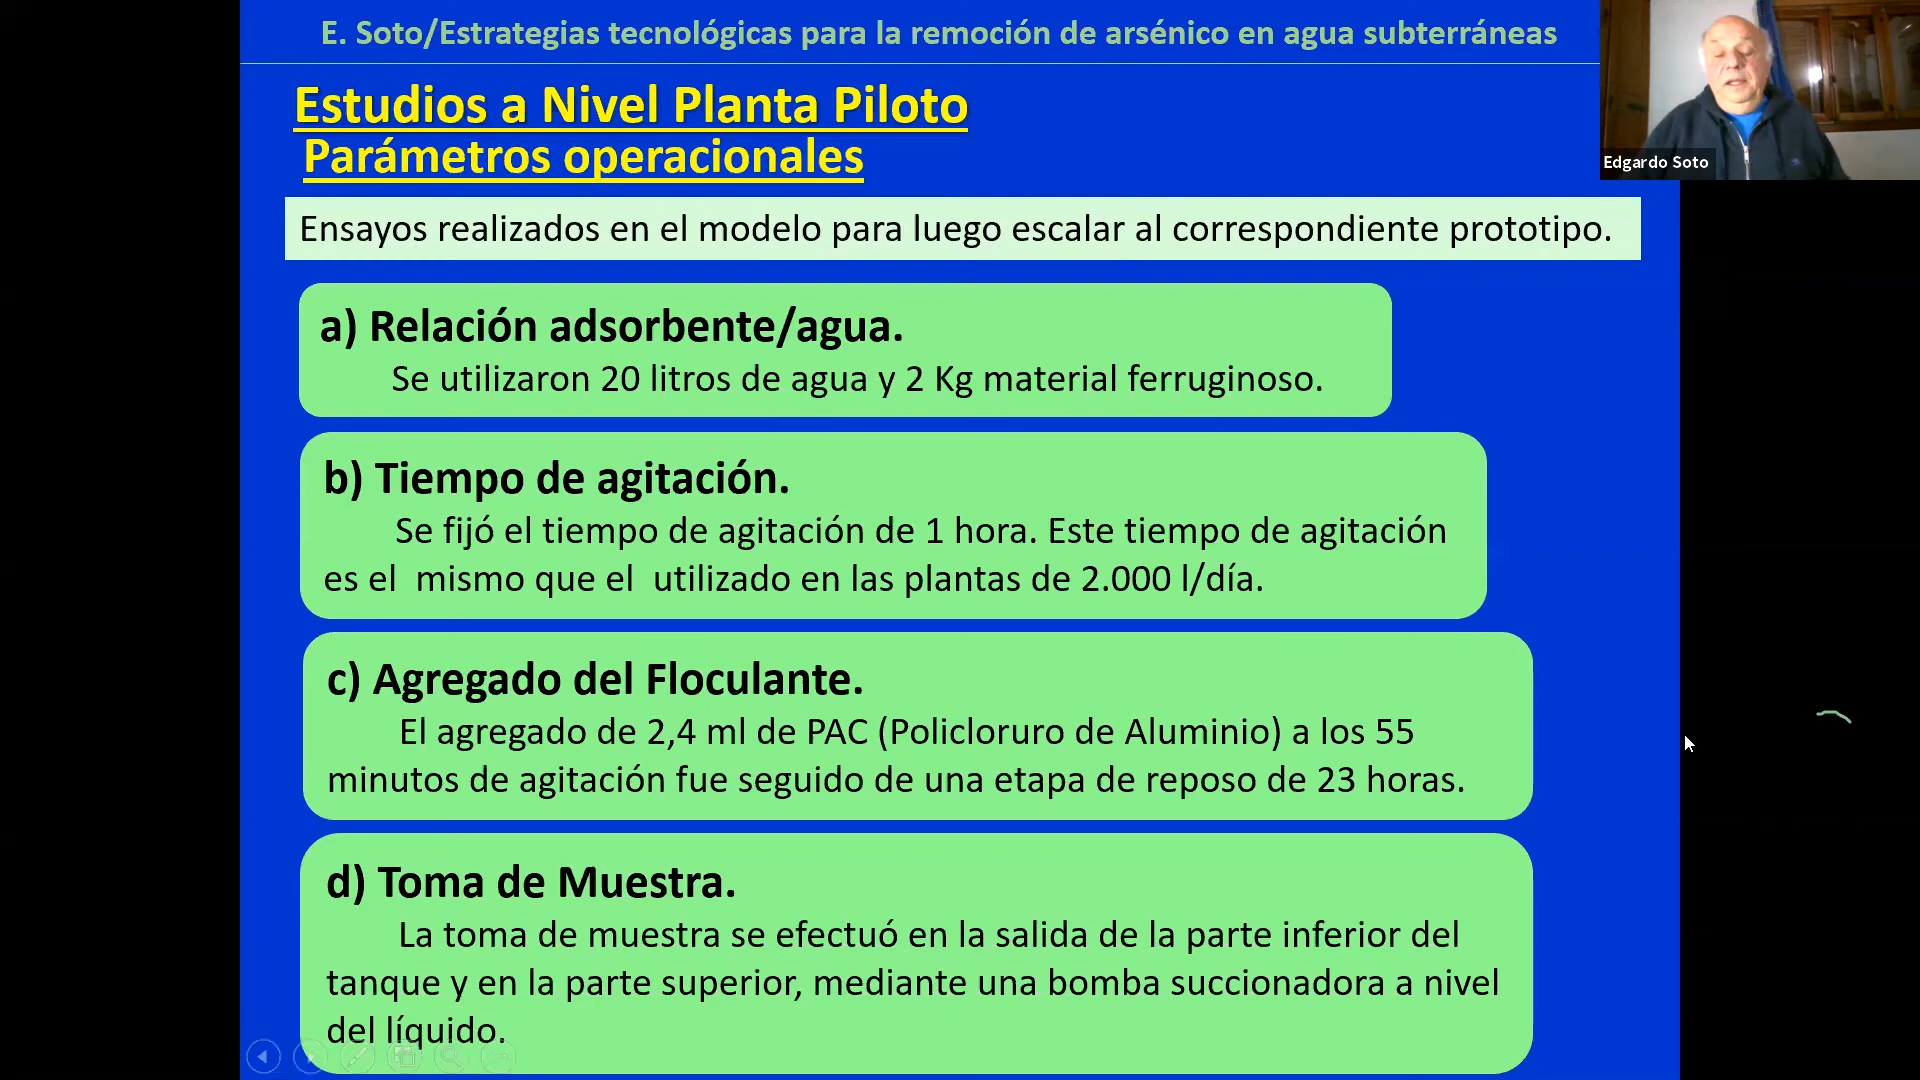 E. Soto/Estrategias tecnológicas para la remoción de arsénico en agua subterráneas
Edgardo Soto
Estudios a Nivel Planta Piloto
Parámetros operacionales
Ensayos realizados en el modelo para luego escalar al correspondiente prototipo.
a) Relación adsorbente/agua.
Se utilizaron 20 litros de agua y 2 Kg material ferruginoso.
b) Tiempo de agitación.
Se fijó el tiempo de agitación de 1 hora. Este tiempo de agitación
es el mismo que el utilizado en las plantas de 2.000 l/día.
c) Agregado del Floculante.
El agregado de 2,4 ml de PAC (Policloruro de Aluminio) a los 55
minutos de agitación fue seguido de una etapa de reposo de 23 horas.
d) Toma de Muestra.
La toma de muestra se efectuó en la salida de la parte inferior del
tanque y en la parte superior, mediante una bomba succionadora a nivel
del líquido.